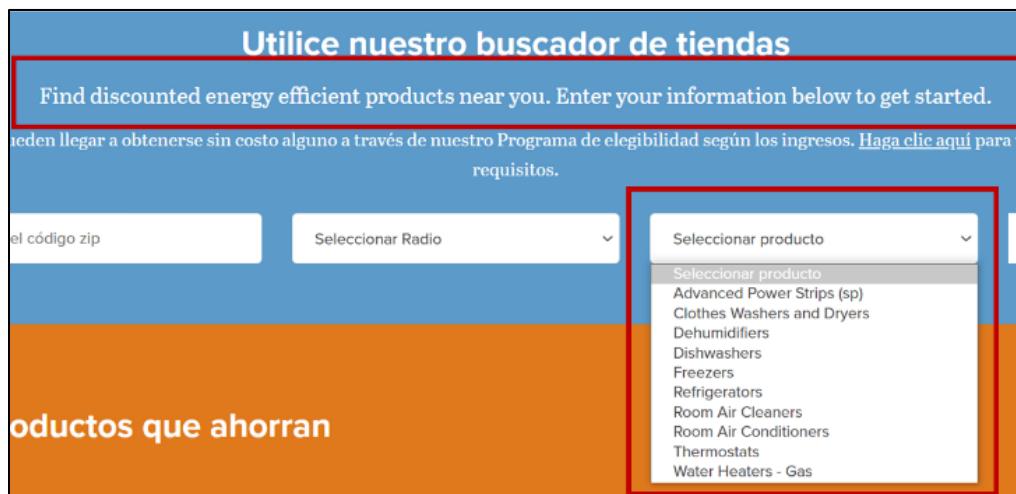 Utilice nuestro buscador de tiendas
Find discounted energy efficient products near you. Enter your information below to get started.
ueden llegar a obtenerse sin costo alguno a través de nuestro Programa de elegibilidad según los ingresos. Haga clic aquí para
requisitos.
el código zip
Seleccionar Radio
Seleccionar producto
Seleccionar producto
Advanced Power Strips (sp)
Clothes Washers and Dryers
Dehumidifiers
Dishwashers
Freezers
Refrigerators
Room Air Cleaners
Room Air Conditioners
Thermostats
Water Heaters - Gas
oductos que ahorran